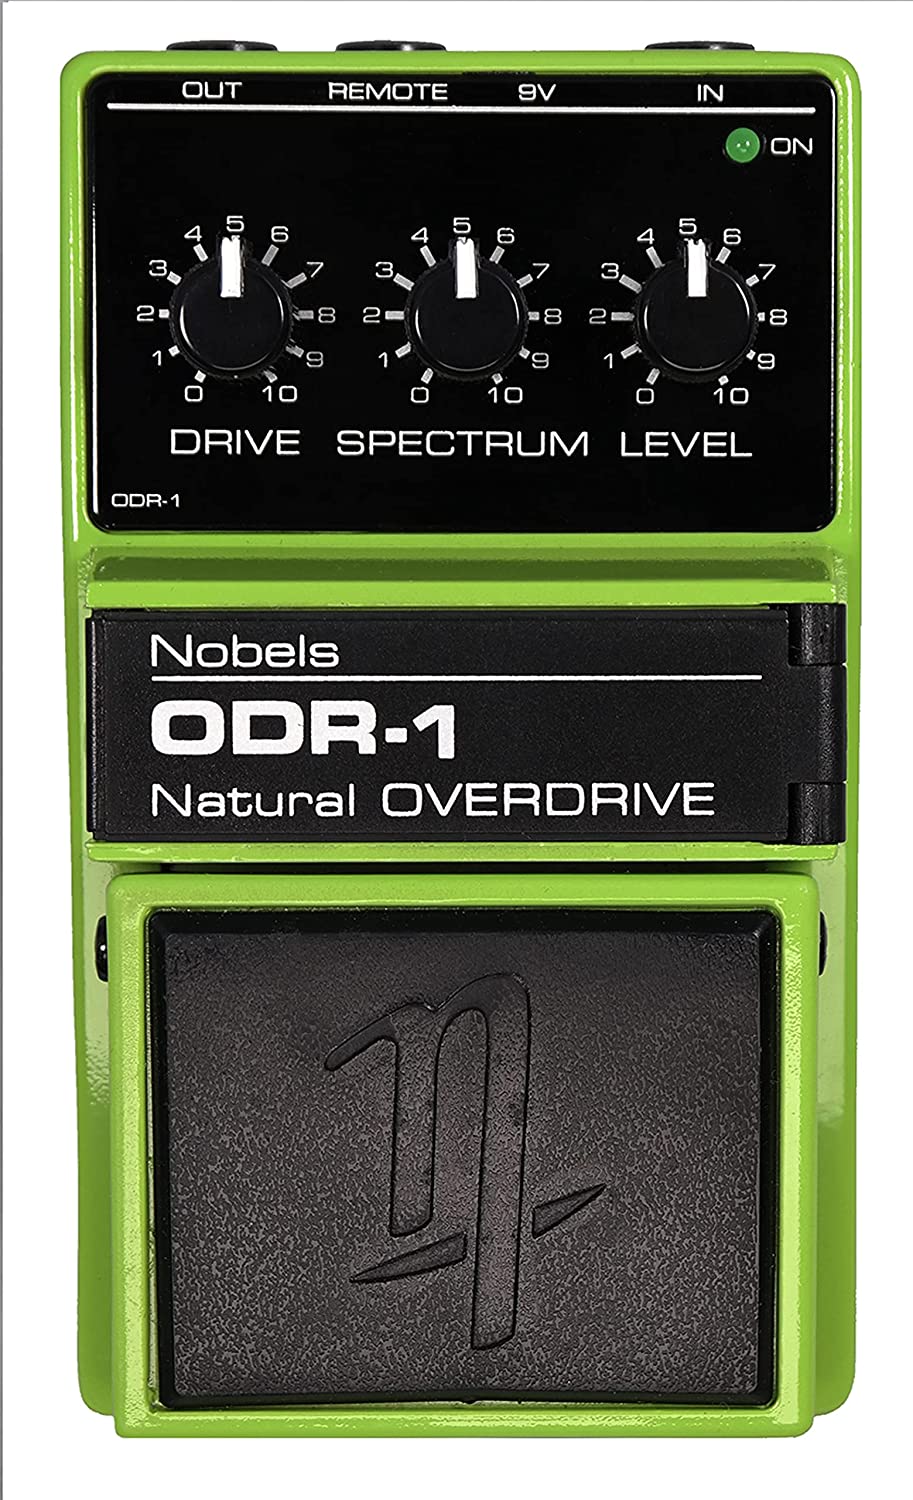 OUT REMOTE 9V IN
ON
5 5 5
4 6 4 6 4 6
3 7 3 7 3 7
2 8 2 8 2 8
1 9 1 9 1 9
0 10 0 10 0 10
DRIVE SPECTRUM LEVEL
ODR-1
Nobels
ODR-1
Natural OVERDRIVE